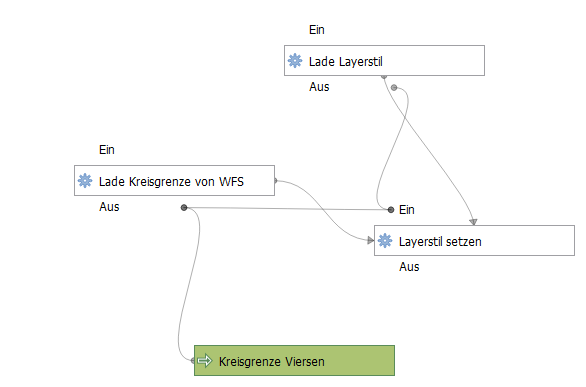 Ein
Lade Layerstil
Aus
Ein
Lade Kreisgrenze von WFS
Aus
Ein
Layerstil setzen
Aus
Kreisgrenze Viersen